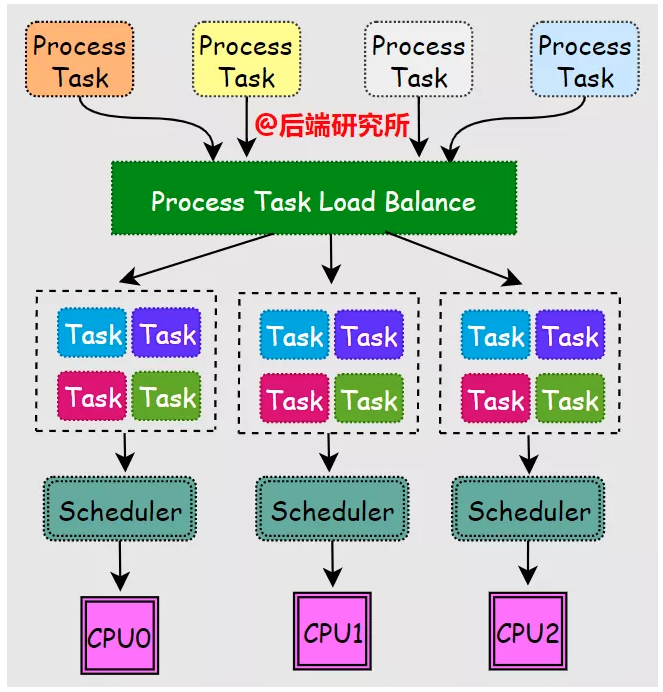 Process
Task
Process
Task
Process
Task
Process
Task
@后端研究所
Process Task Load Balance
Task Task
Task Task
Task Task
Task Task
Task Task
Task Task
Scheduler
Scheduler
Scheduler
CPU0
CPU1
CPU2